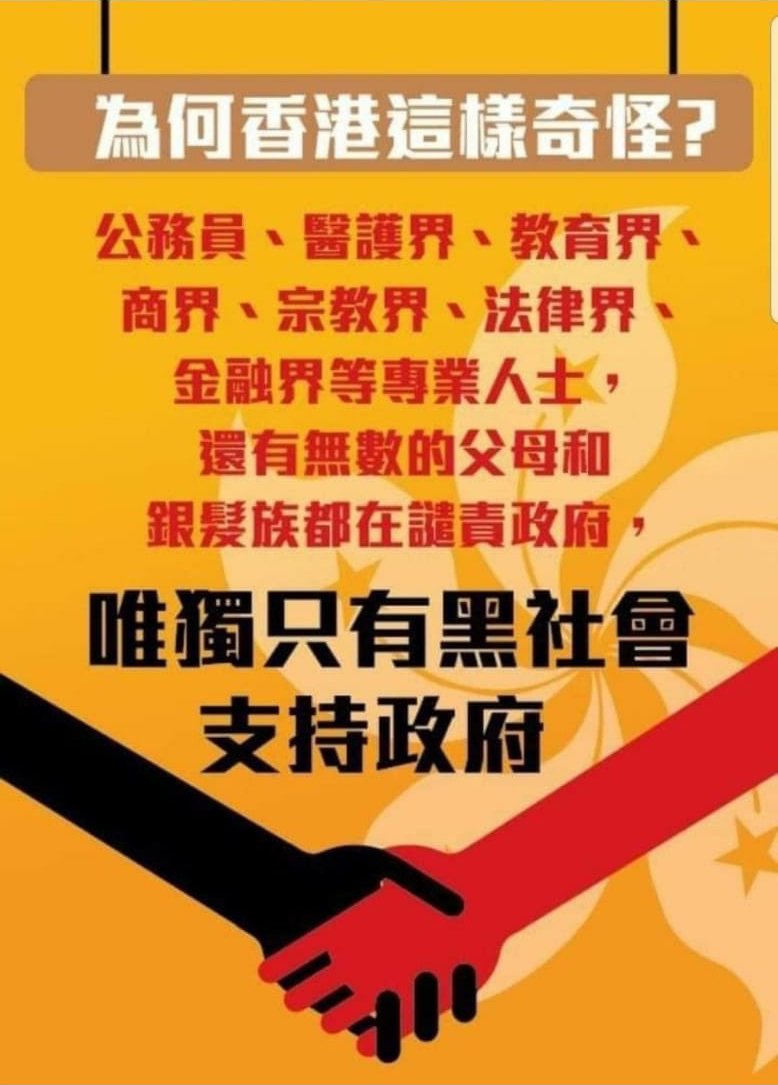 為何香港這樣奇怪?
公務員、醫護界、教育界、
商界、宗教界、法律界、
金融界等專業人士，
還有無數的父母和
銀髮族都在譴責政府，
唯獨只有黑社會
支持政府